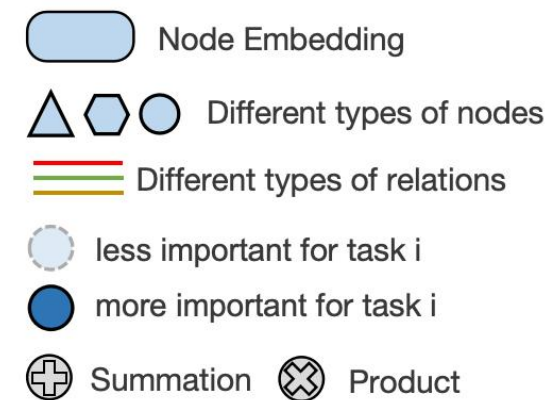 Node Embedding
Different types of nodes
Different types of relations
less important for task i
more important for task i
Summation Product